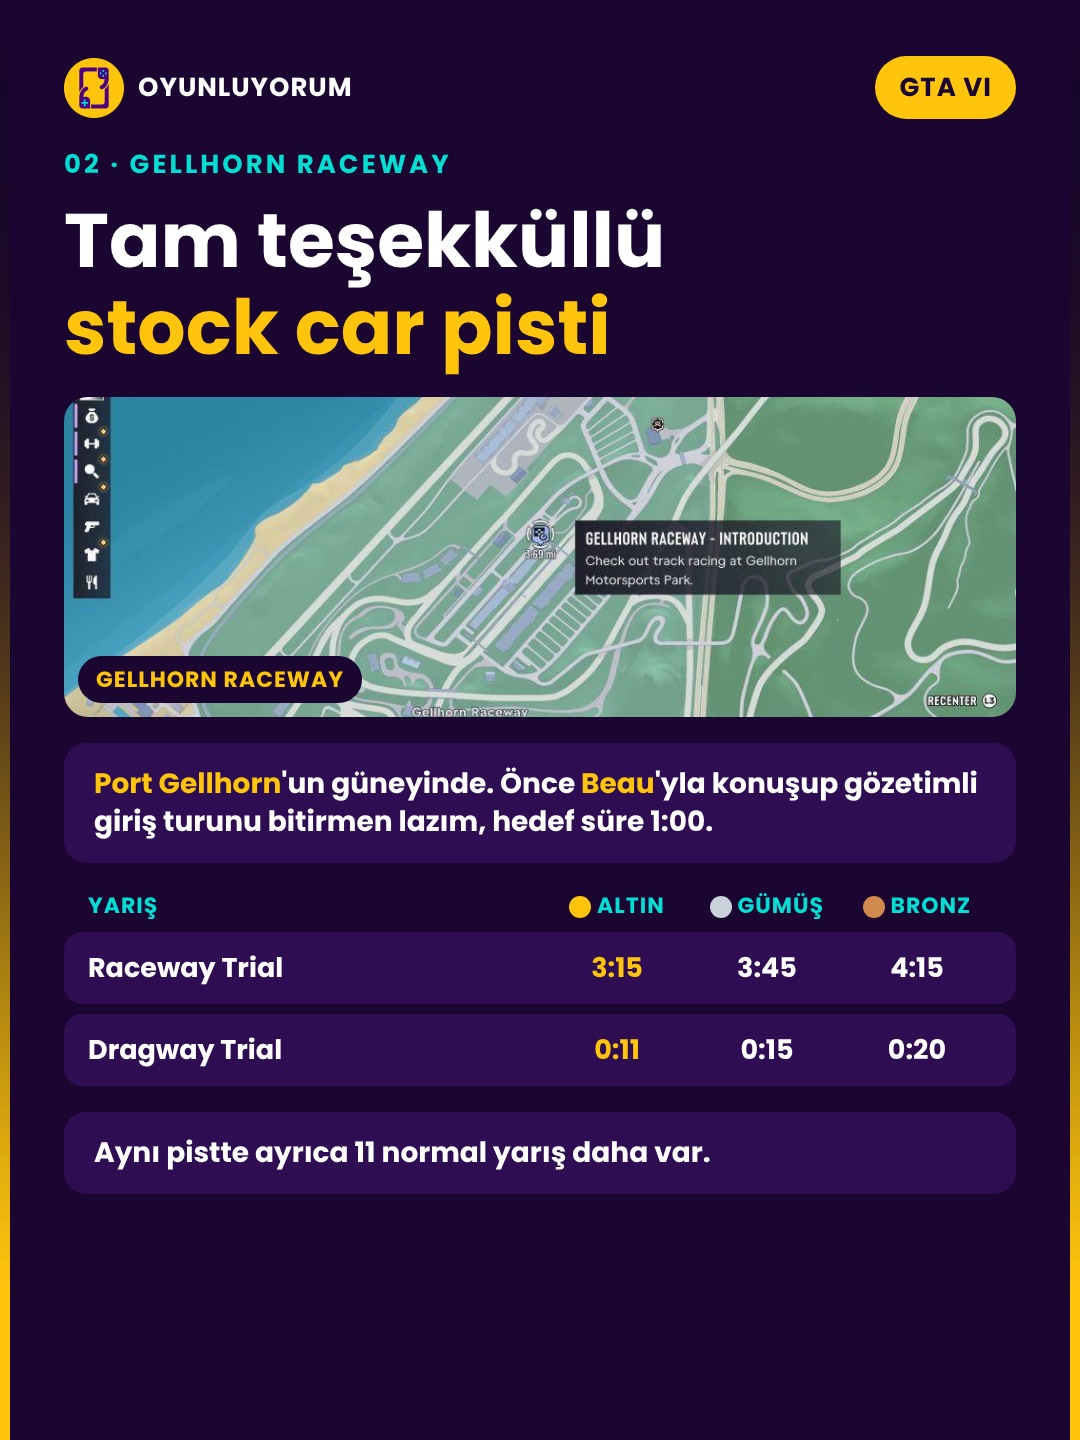 OYUNLUYORUM
GTA VI
02 · GELLHORN RACEWAY
Tam teşekküllü
stock car pisti
3.69 mi
GELLHORN RACEWAY - INTRODUCTION
Check out track racing at Gellhorn
Motorsports Park.
GELLHORN RACEWAY
RECENTER L3
Gellhorn Raceway
Port Gellhorn'un güneyinde. Önce Beau'yla konuşup gözetimli
giriş turunu bitirmen lazım, hedef süre 1:00.
YARIŞ ALTIN GÜMÜŞ BRONZ
Raceway Trial 3:15 3:45 4:15
Dragway Trial 0:11 0:15 0:20
Aynı pistte ayrıca 11 normal yarış daha var.